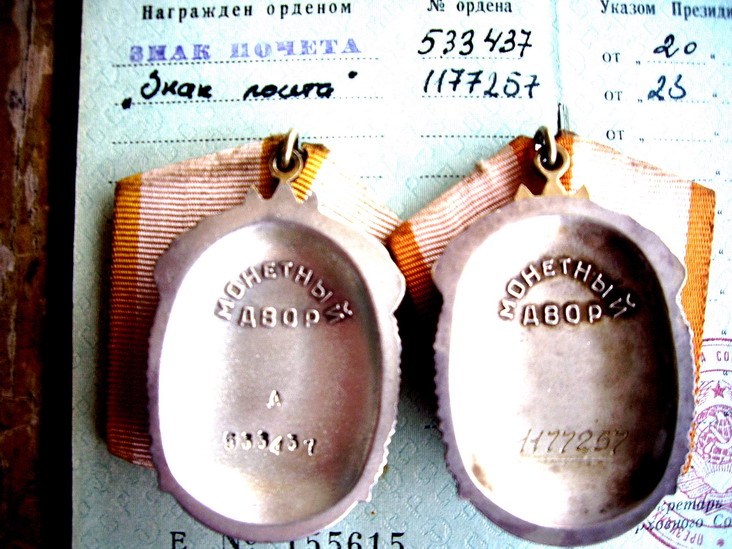 Награжден орденом № ордена Указом Президи
ЗНАК ПОЧЕТА 533437 от „ 20 "
„Знак почета" 1177257 от „ 23 "
от „
МОНЕТНЫЙ
ДВОР
А
533437
МОНЕТНЫЙ
ДВОР
1177257
Е № 155615